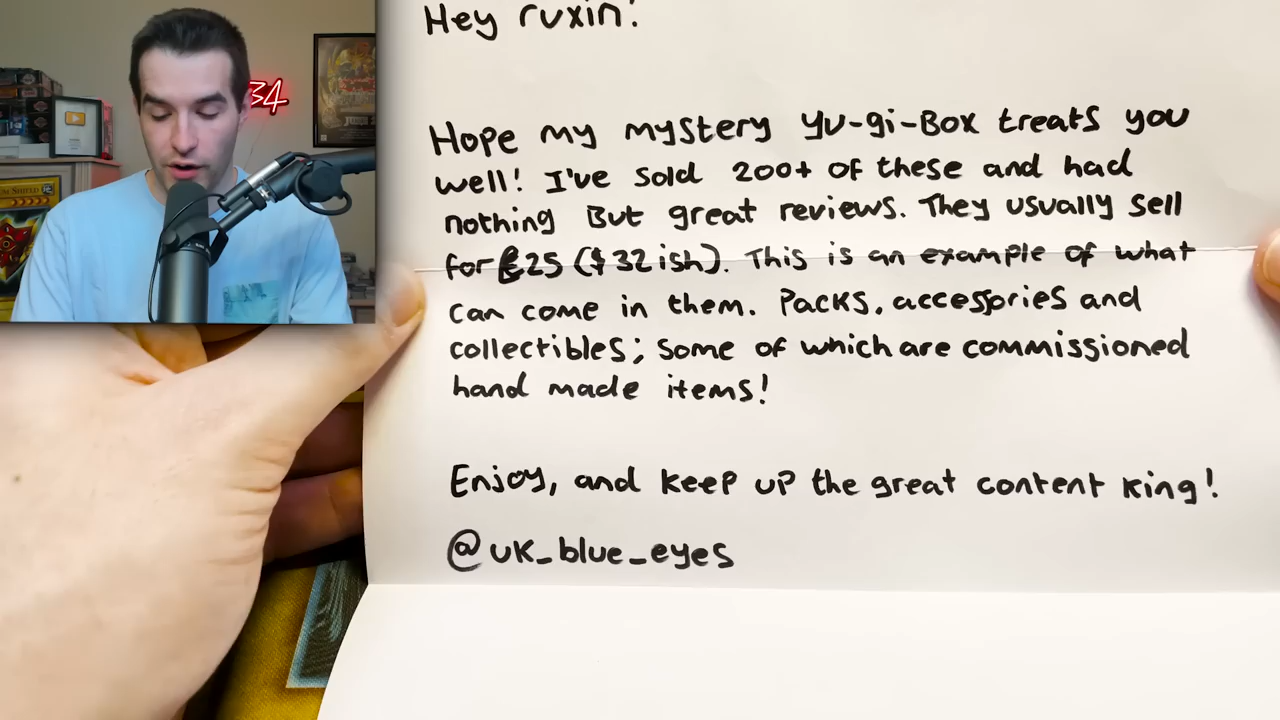 Hey ruxin!
Hope my mystery Yu-gi-Box treats you
well! I've sold 200+ of these and had
nothing But great reviews. They usually sell
for £25 ($32 ish). This is an example of what
can come in them. Packs, accessories and
collectibles; some of which are commissioned
hand made items!
Enjoy, and keep up the great content king!
@uk_blue_eyes
34